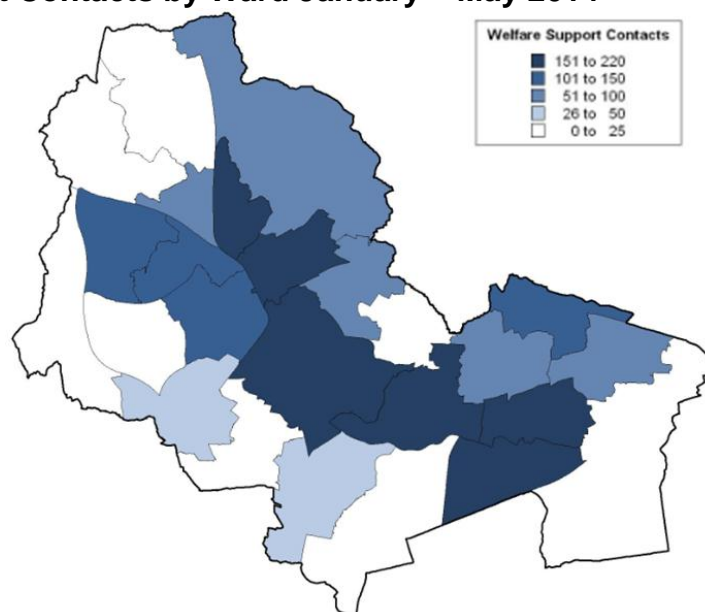 Contacts by Ward January – May 2014
Welfare Support Contacts
151 to 220
101 to 150
51 to 100
26 to 50
0 to 25